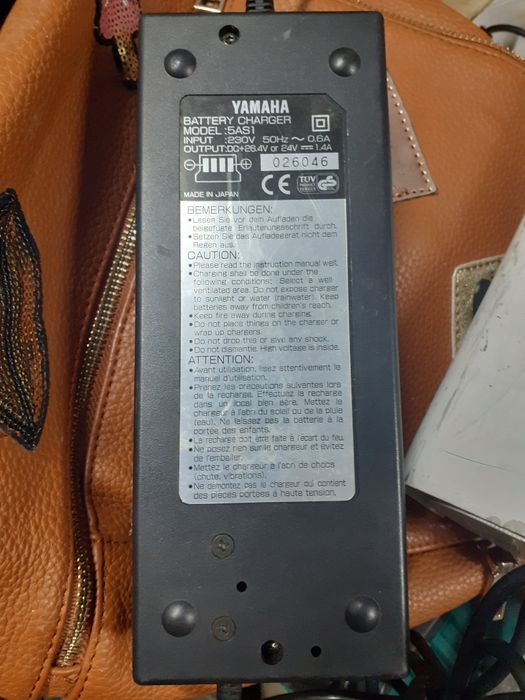 YAMAHA
BATTERY CHARGER
MODEL :5AS1
INPUT :230V 50Hz ~ 0.6A
OUTPUT:DC+26.4V or 24V ⎓ 1.4A
026046
MADE IN JAPAN
CE
TÜV
BEMERKUNGEN:
•Lesen Sie vor dem Aufladen die
beigefügte Erläuterungsschrift durch.
•Setzen Sie das Aufladegerät nicht dem
Regen aus.
CAUTION:
•Please read the instruction manual well.
•Charging shall be done under the
following conditions: Select a well
ventilated area. Do not expose charger
to sunlight or water (rainwater). Keep
batteries away from children's reach.
•Keep fire away during charging.
•Do not place things on the charger or
wrap up chargers.
•Do not drop this or give any shock.
•Do not dismantle. High voltage is inside.
ATTENTION:
•Avant utilisation, lisez attentivement le
manuel d'utilisation.
•Prenez les précautions suivantes lors
de la recharge. Effectuez la recharge
dans un local bien aéré. Mettez le
chargeur à l'abri du soleil ou de la pluie
(eau). Ne laissez pas la batterie à la
portée des enfants.
•La recharge doit être faite à l'écart du feu.
•Ne posez rien sur le chargeur et évitez
de l'emballer.
•Mettez le chargeur à l'abri de chocs
(chute, vibrations).
•Ne démontez pas le chargeur qui contient
des pièces portées à haute tension.